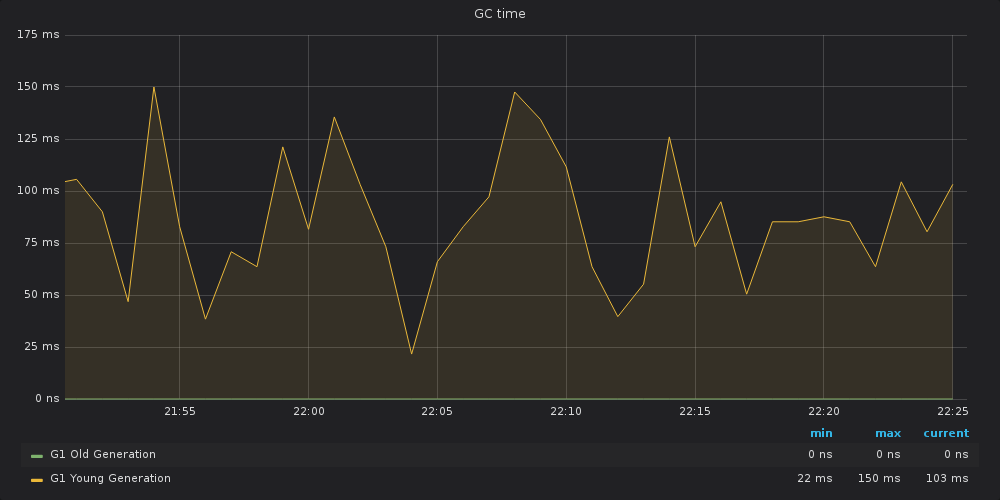 GC time
175 ms
150 ms
125 ms
100 ms
75 ms
50 ms
25 ms
0 ns
21:55 22:00 22:05 22:10 22:15 22:20 22:25
min max current
G1 Old Generation 0 ns 0 ns 0 ns
G1 Young Generation 22 ms 150 ms 103 ms